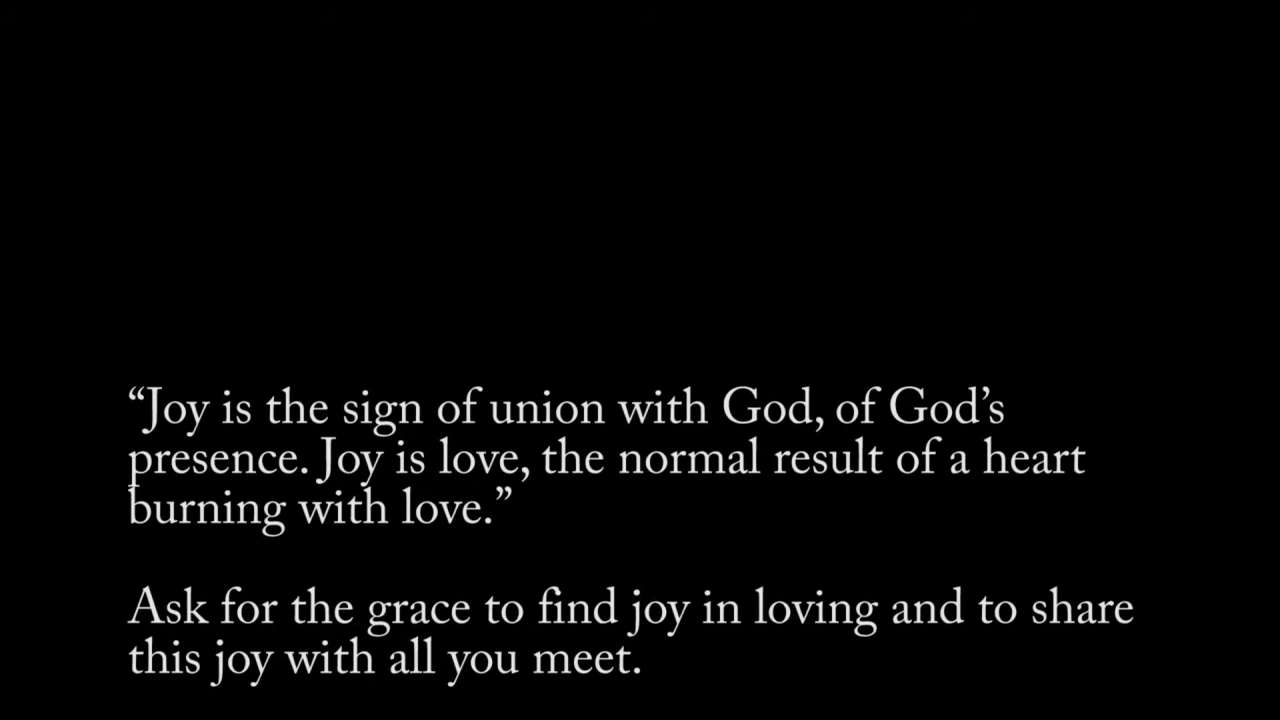 “Joy is the sign of union with God, of God’s
presence. Joy is love, the normal result of a heart
burning with love.”
Ask for the grace to find joy in loving and to share
this joy with all you meet.